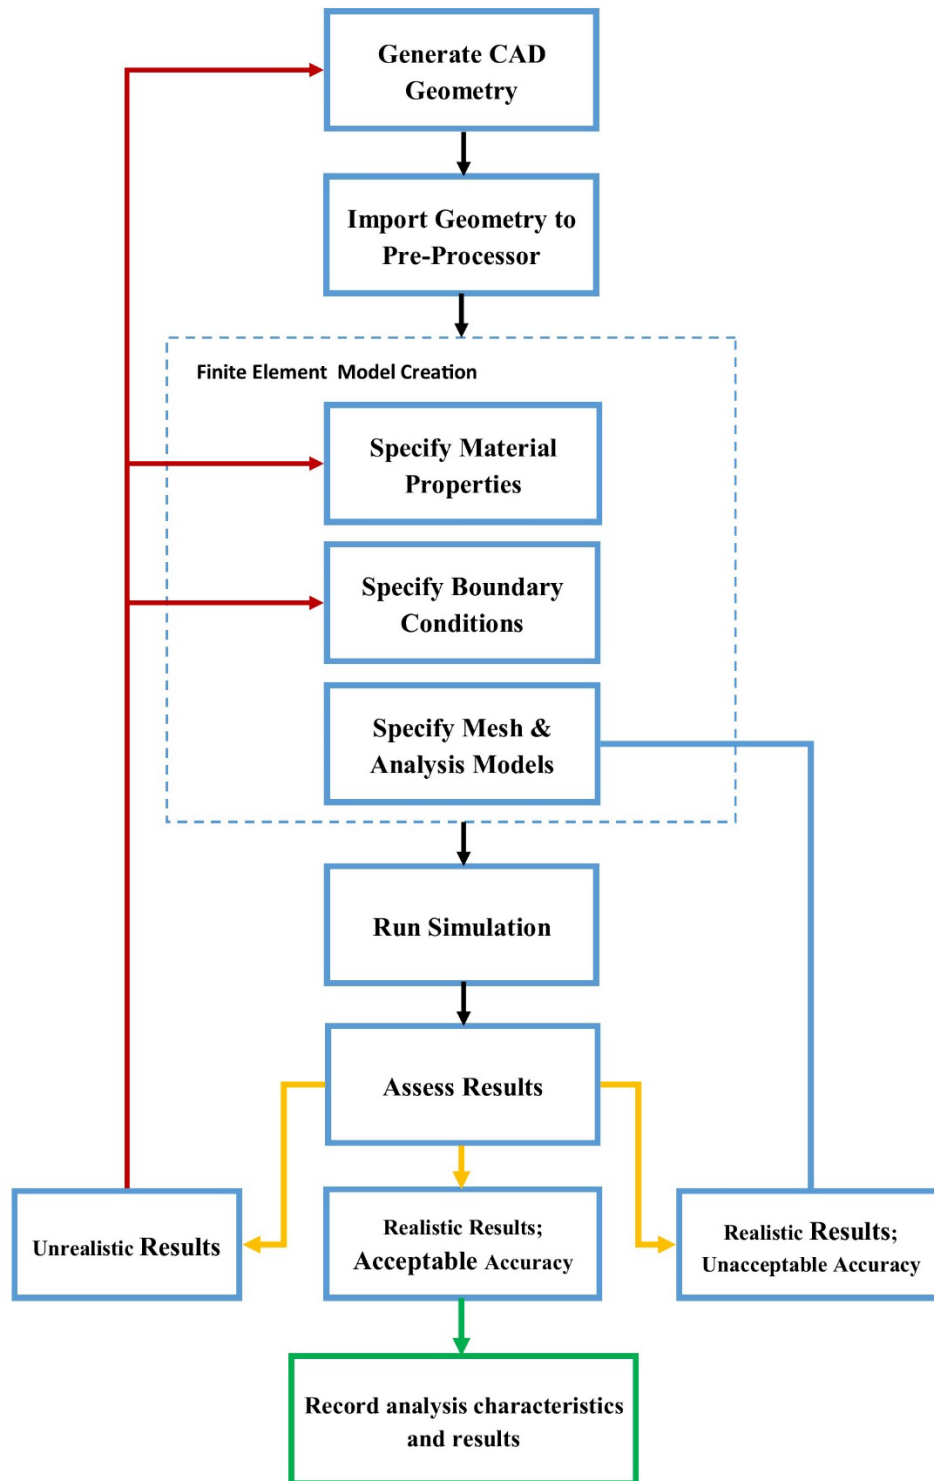 Generate CAD
Geometry
Import Geometry to
Pre-Processor
Finite Element Model Creation
Specify Material
Properties
Specify Boundary
Conditions
Specify Mesh &
Analysis Models
Run Simulation
Assess Results
Unrealistic Results
Realistic Results;
Acceptable Accuracy
Realistic Results;
Unacceptable Accuracy
Record analysis characteristics
and results